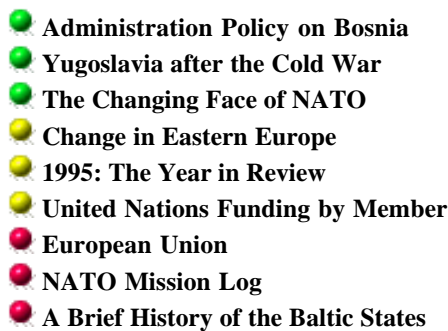 Administration Policy on Bosnia
Yugoslavia after the Cold War
The Changing Face of NATO
Change in Eastern Europe
1995: The Year in Review
United Nations Funding by Member
European Union
NATO Mission Log
A Brief History of the Baltic States